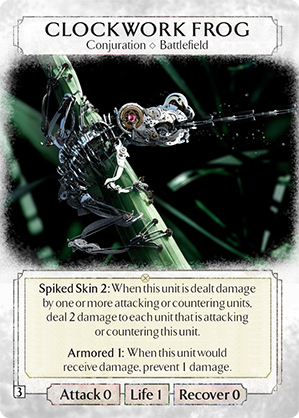 CLOCKWORK FROG
Conjuration ◇ Battlefield
Spiked Skin 2: When this unit is dealt damage
by one or more attacking or countering units,
deal 2 damage to each unit that is attacking
or countering this unit.
Armored 1: When this unit would
receive damage, prevent 1 damage.
3 Attack 0 Life 1 Recover 0